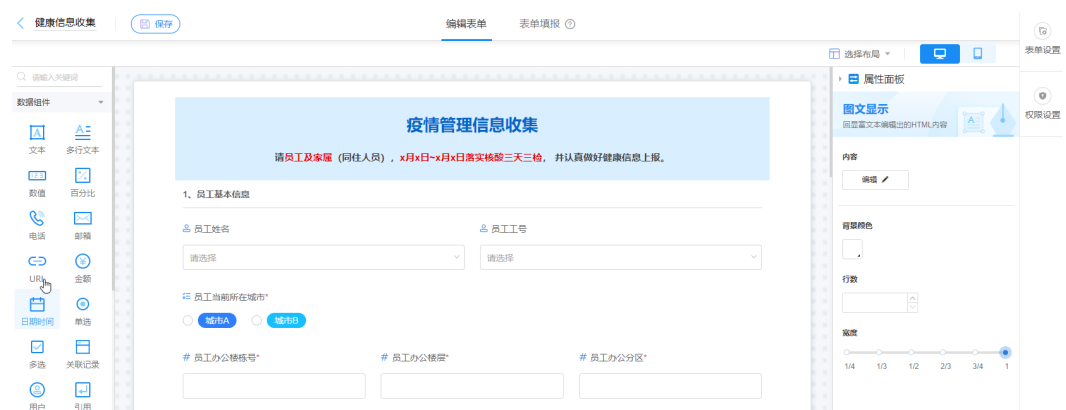 健康信息收集 保存 编辑表单 表单填报
选择布局 表单设置
请输入关键词 属性面板
数据组件
疫情管理信息收集
请员工及家属（同住人员），x月x日~x月x日落实核酸三天三检， 并认真做好健康信息上报。
图文显示
回显富文本编辑出的HTML内容
权限设置
文本 多行文本
内容
编辑
数值 百分比
1、员工基本信息
电话 邮箱
员工姓名 员工工号
背景颜色
请选择 请选择
URL 金额
行数
员工当前所在城市*
城市A 城市B
日期时间 单选
宽度
员工办公楼栋号* 员工办公楼层* 员工办公分区*
1/4 1/3 1/2 2/3 3/4 1
多选 关联记录
用户 引用